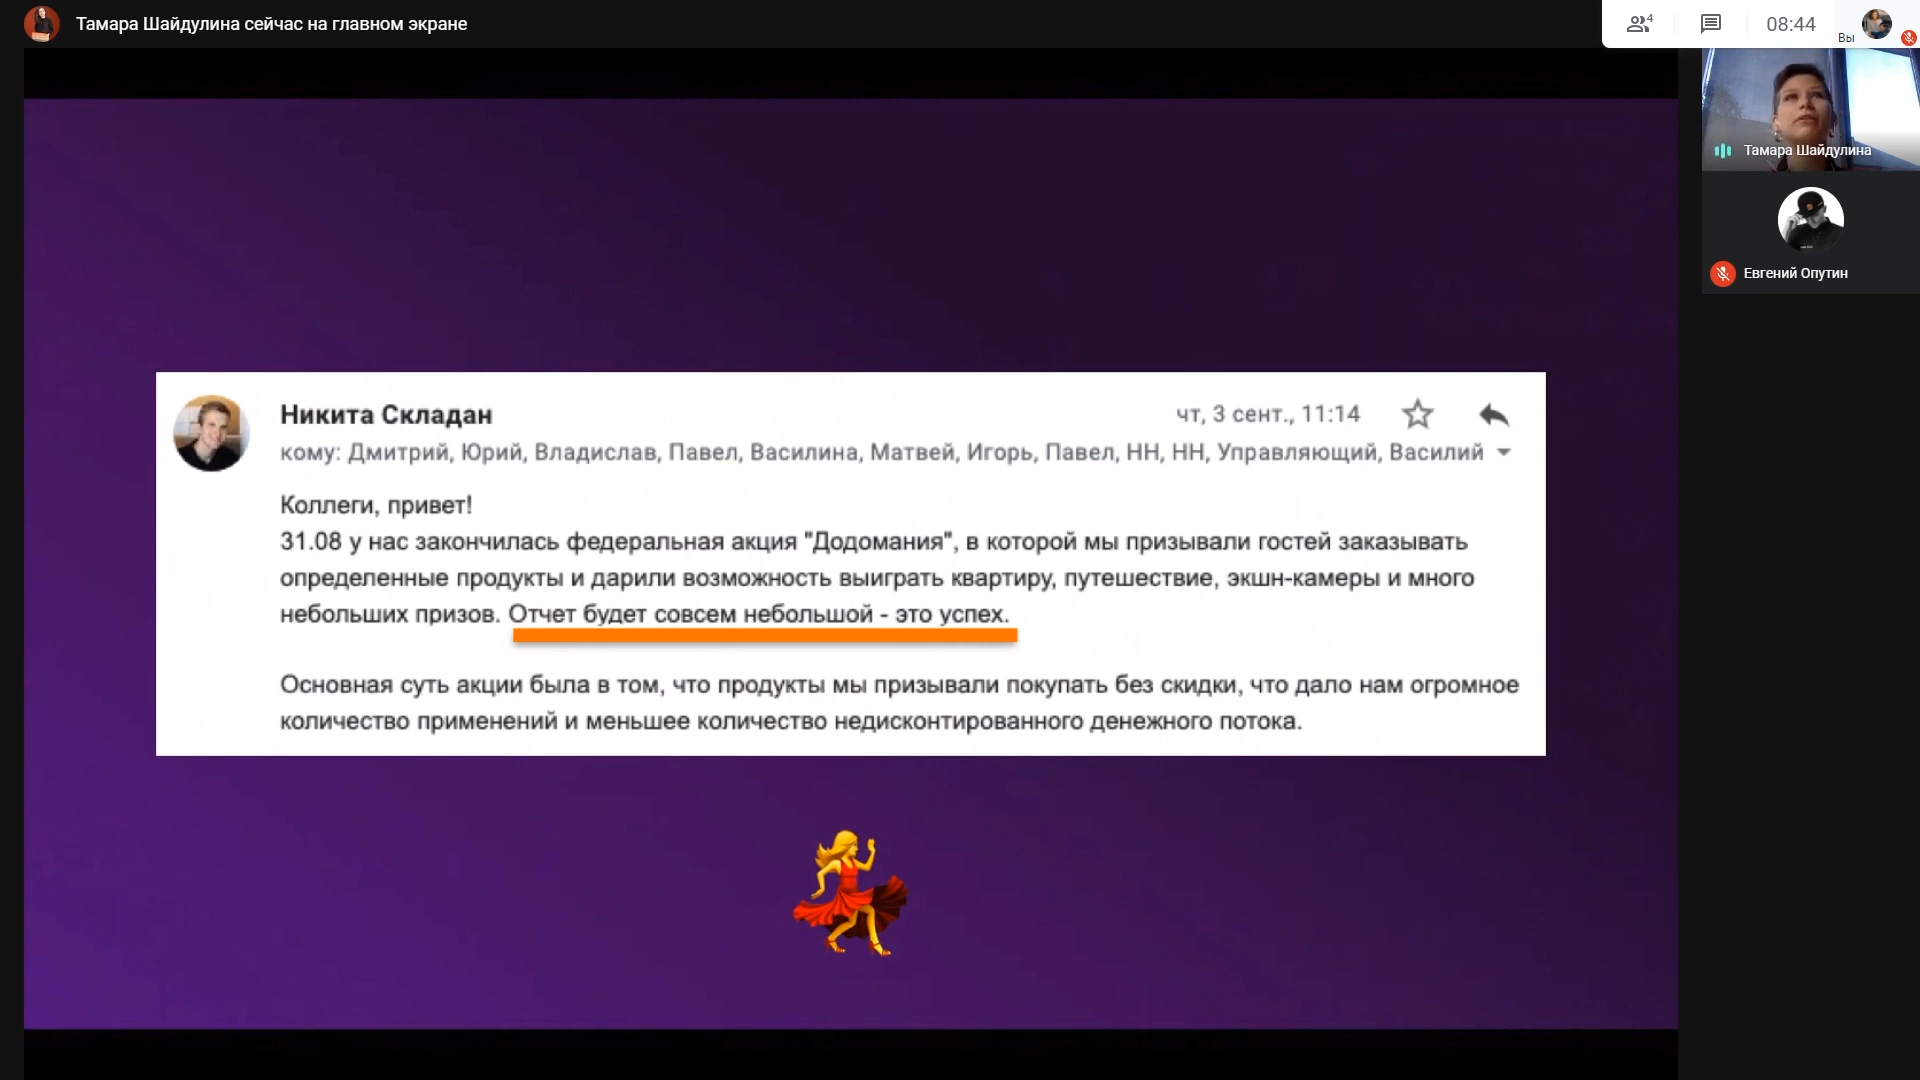 Тамара Шайдулина сейчас на главном экране
4
08:44
Вы
Тамара Шайдулина
Евгений Опутин
Никита Складан
чт, 3 сент., 11:14
кому: Дмитрий, Юрий, Владислав, Павел, Василина, Матвей, Игорь, Павел, НН, НН, Управляющий, Василий
Коллеги, привет!
31.08 у нас закончилась федеральная акция "Додомания", в которой мы призывали гостей заказывать
определенные продукты и дарили возможность выиграть квартиру, путешествие, экшн-камеры и много
небольших призов. Отчет будет совсем небольшой - это успех.
Основная суть акции была в том, что продукты мы призывали покупать без скидки, что дало нам огромное
количество применений и меньшее количество недисконтированного денежного потока.